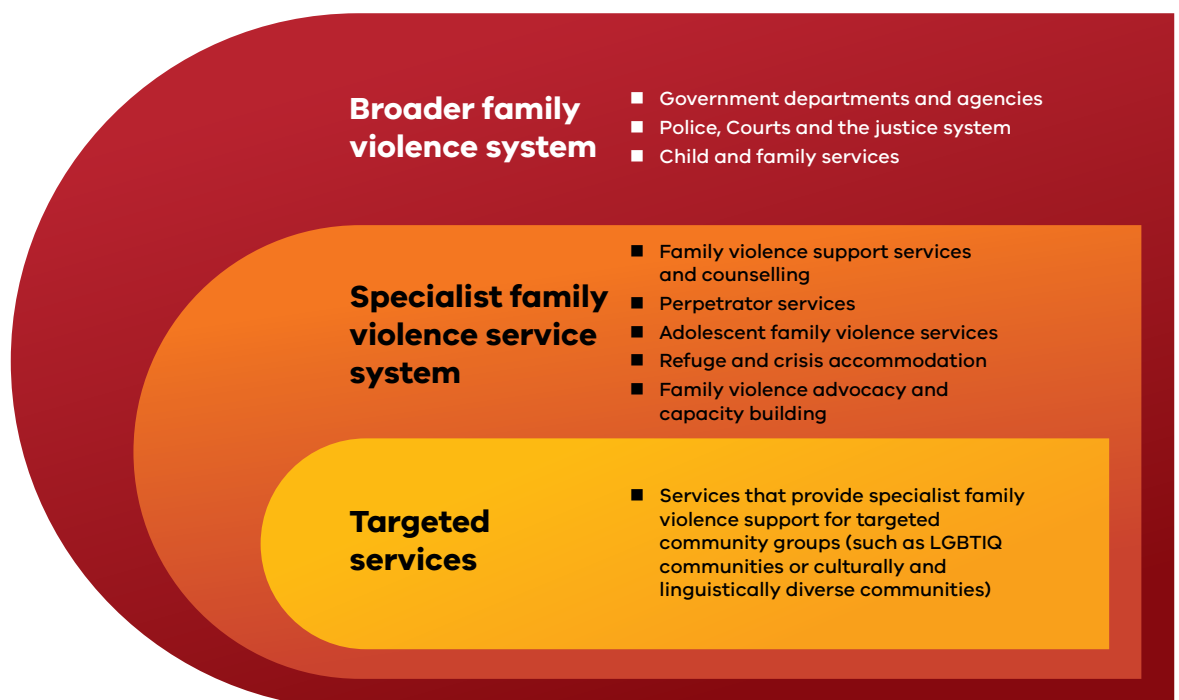 Broader family
violence system
■ Government departments and agencies
■ Police, Courts and the justice system
■ Child and family services
Specialist family
violence service
system
■ Family violence support services
and counselling
■ Perpetrator services
■ Adolescent family violence services
■ Refuge and crisis accommodation
■ Family violence advocacy and
capacity building
Targeted
services
■ Services that provide specialist family
violence support for targeted
community groups (such as LGBTIQ
communities or culturally and
linguistically diverse communities)